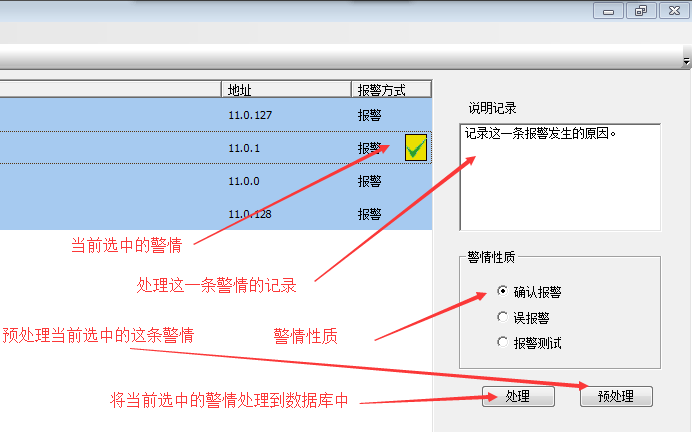 地址 报警方式
11.0.127 报警
11.0.1 报警
11.0.0 报警
11.0.128 报警
说明记录
记录这一条报警发生的原因。
当前选中的警情
处理这一条警情的记录
警情性质
确认报警
误报警
报警测试
预处理当前选中的这条警情
警情性质
将当前选中的警情处理到数据库中
处理 预处理